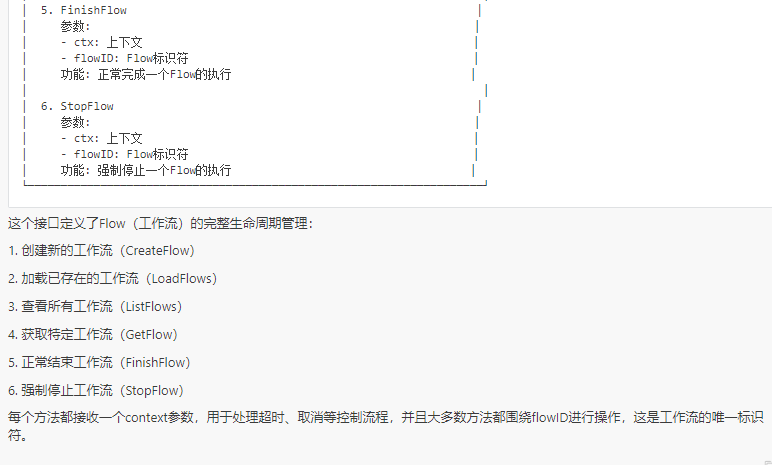 5. FinishFlow
参数:
- ctx: 上下文
- flowID: Flow标识符
功能: 正常完成一个Flow的执行
6. StopFlow
参数:
- ctx: 上下文
- flowID: Flow标识符
功能: 强制停止一个Flow的执行
这个接口定义了Flow（工作流）的完整生命周期管理：
1. 创建新的工作流（CreateFlow）
2. 加载已存在的工作流（LoadFlows）
3. 查看所有工作流（ListFlows）
4. 获取特定工作流（GetFlow）
5. 正常结束工作流（FinishFlow）
6. 强制停止工作流（StopFlow）
每个方法都接收一个context参数，用于处理超时、取消等控制流程，并且大多数方法都围绕flowID进行操作，这是工作流的唯一标识
符。